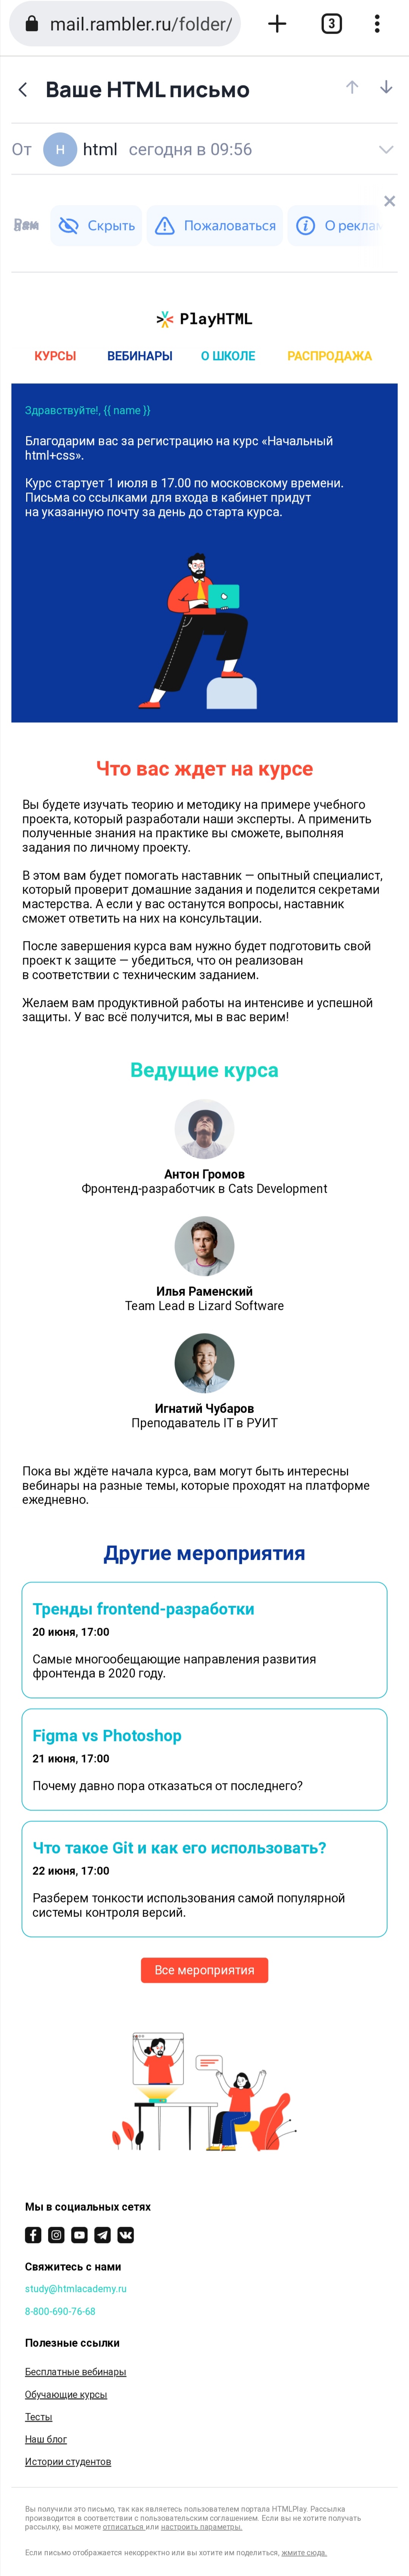 mail.rambler.ru/folder/
3
Ваше HTML письмо
От H html сегодня в 09:56
Скрыть
Пожаловаться
О реклам
PlayHTML
КУРСЫ ВЕБИНАРЫ О ШКОЛЕ РАСПРОДАЖА
Здравствуйте!, {{ name }}
Благодарим вас за регистрацию на курс «Начальный
html+css».
Курс стартует 1 июля в 17.00 по московскому времени.
Письма со ссылками для входа в кабинет придут
на указанную почту за день до старта курса.
Что вас ждет на курсе
Вы будете изучать теорию и методику на примере учебного
проекта, который разработали наши эксперты. А применить
полученные знания на практике вы сможете, выполняя
задания по личному проекту.
В этом вам будет помогать наставник — опытный специалист,
который проверит домашние задания и поделится секретами
мастерства. А если у вас останутся вопросы, наставник
сможет ответить на них на консультации.
После завершения курса вам нужно будет подготовить свой
проект к защите — убедиться, что он реализован
в соответствии с техническим заданием.
Желаем вам продуктивной работы на интенсиве и успешной
защиты. У вас всё получится, мы в вас верим!
Ведущие курса
Антон Громов
Фронтенд-разработчик в Cats Development
Илья Раменский
Team Lead в Lizard Software
Игнатий Чубаров
Преподаватель IT в РУИТ
Пока вы ждёте начала курса, вам могут быть интересны
вебинары на разные темы, которые проходят на платформе
ежедневно.
Другие мероприятия
Тренды frontend-разработки
20 июня, 17:00
Самые многообещающие направления развития
фронтенда в 2020 году.
Figma vs Photoshop
21 июня, 17:00
Почему давно пора отказаться от последнего?
Что такое Git и как его использовать?
22 июня, 17:00
Разберем тонкости использования самой популярной
системы контроля версий.
Все мероприятия
Мы в социальных сетях
Свяжитесь с нами
study@htmlacademy.ru
8-800-690-76-68
Полезные ссылки
Бесплатные вебинары
Обучающие курсы
Тесты
Наш блог
Истории студентов
Вы получили это письмо, так как являетесь пользователем портала HTMLPlay. Рассылка
производится в соответствии с пользовательским соглашением. Если вы не хотите получать
рассылку, вы можете отписаться или настроить параметры.
Если письмо отображается некорректно или вы хотите им поделиться, жмите сюда.